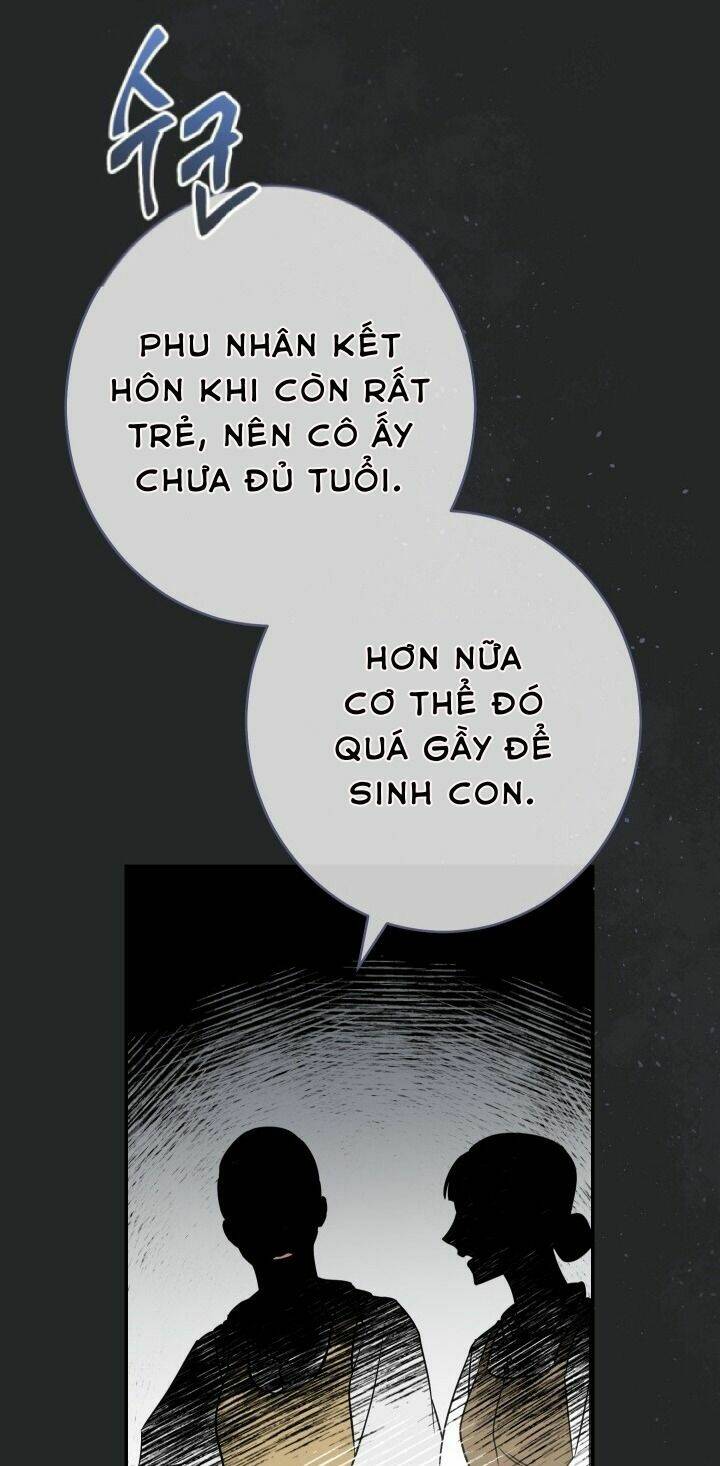 수군
PHU NHÂN KẾT
HÔN KHI CÒN RẤT
TRẺ, NÊN CÔ ẤY
CHƯA ĐỦ TUỔI.
HƠN NỮA
CƠ THỂ ĐÓ
QUÁ GẦY ĐỂ
SINH CON.